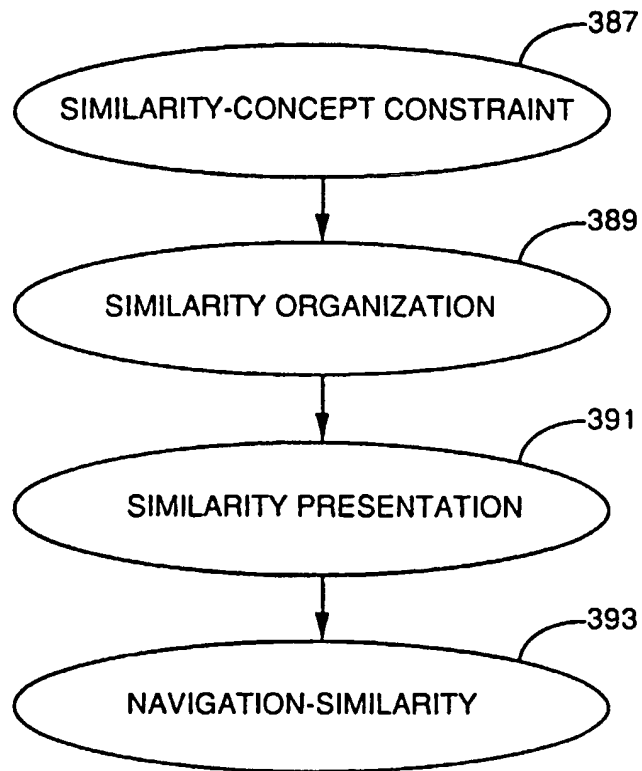 387
SIMILARITY-CONCEPT CONSTRAINT
389
SIMILARITY ORGANIZATION
391
SIMILARITY PRESENTATION
393
NAVIGATION-SIMILARITY